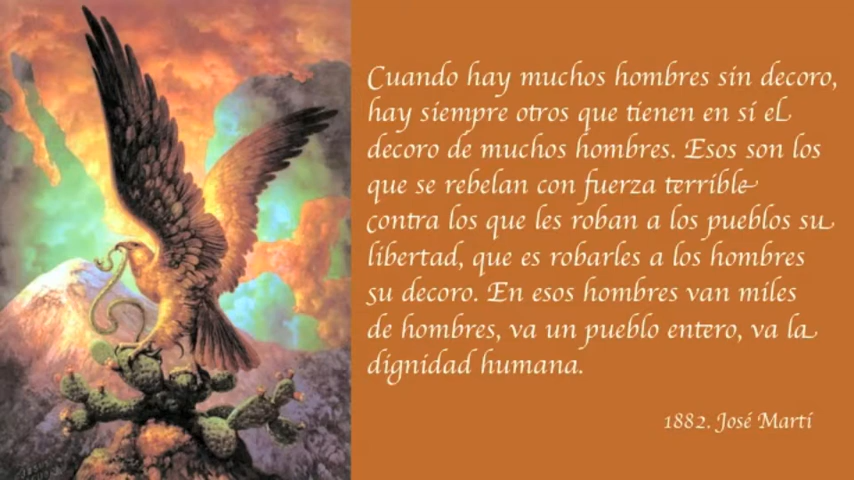 Cuando hay muchos hombres sin decoro,
hay siempre otros que tienen en sí el
decoro de muchos hombres. Esos son los
que se rebelan con fuerza terrible
contra los que les roban a los pueblos su
libertad, que es robarles a los hombres
su decoro. En esos hombres van miles
de hombres, va un pueblo entero, va la
dignidad humana.
1882. José Martí